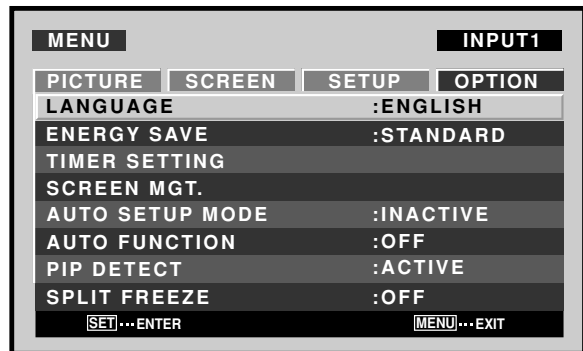 MENU INPUT1
PICTURE SCREEN SETUP OPTION
LANGUAGE :ENGLISH
ENERGY SAVE :STANDARD
TIMER SETTING
SCREEN MGT.
AUTO SETUP MODE :INACTIVE
AUTO FUNCTION :OFF
PIP DETECT :ACTIVE
SPLIT FREEZE :OFF
SET···ENTER MENU···EXIT